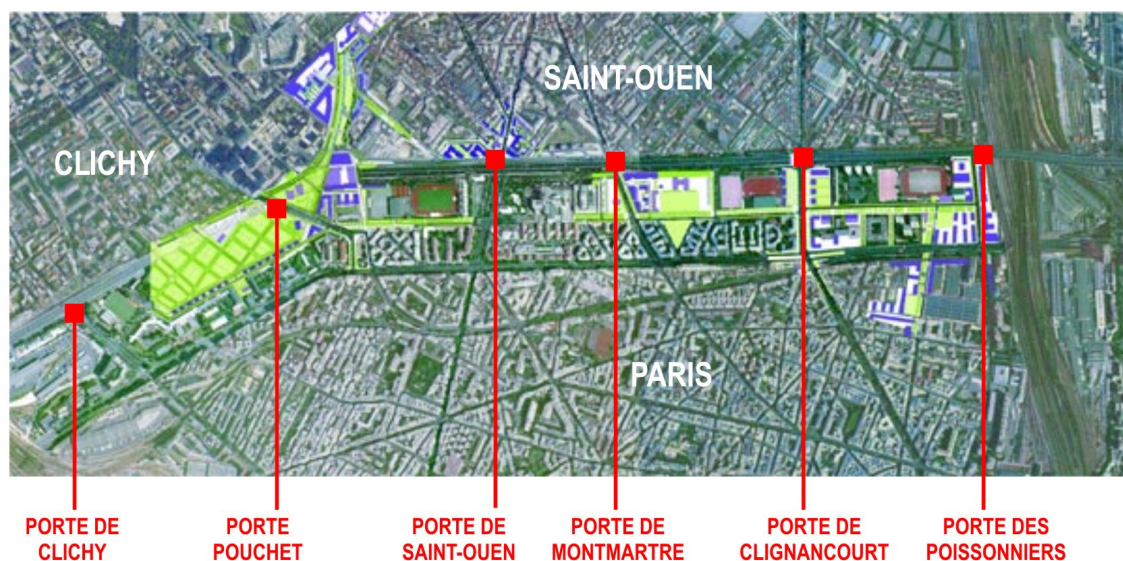 SAINT-OUEN
CLICHY
PARIS
PORTE DE
CLICHY
PORTE
POUCHET
PORTE DE
SAINT-OUEN
PORTE DE
MONTMARTRE
PORTE DE
CLIGNANCOURT
PORTE DES
POISSONNIERS